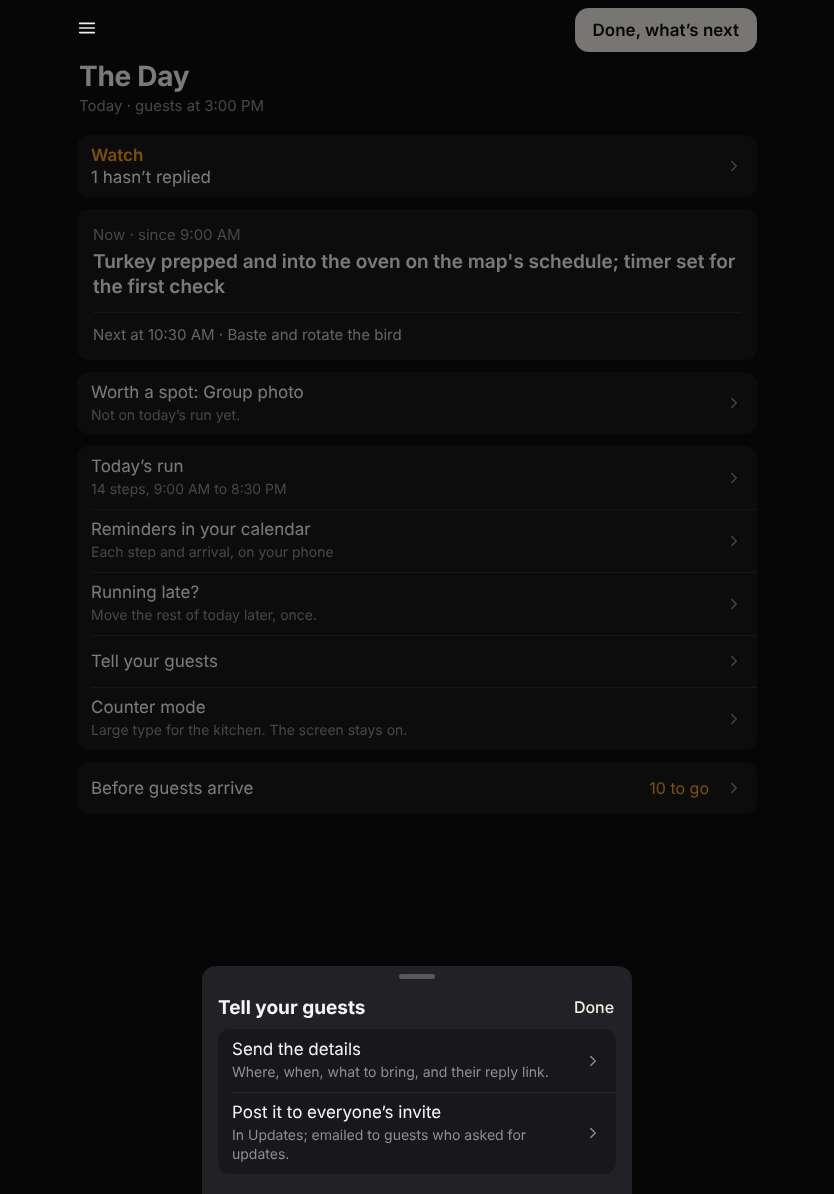 Done, what’s next
The Day
Today · guests at 3:00 PM
Watch
1 hasn’t replied
Now · since 9:00 AM
Turkey prepped and into the oven on the map's schedule; timer set for
the first check
Next at 10:30 AM · Baste and rotate the bird
Worth a spot: Group photo
Not on today’s run yet.
Today’s run
14 steps, 9:00 AM to 8:30 PM
Reminders in your calendar
Each step and arrival, on your phone
Running late?
Move the rest of today later, once.
Tell your guests
Counter mode
Large type for the kitchen. The screen stays on.
Before guests arrive
10 to go
Tell your guests
Done
Send the details
Where, when, what to bring, and their reply link.
Post it to everyone’s invite
In Updates; emailed to guests who asked for
updates.